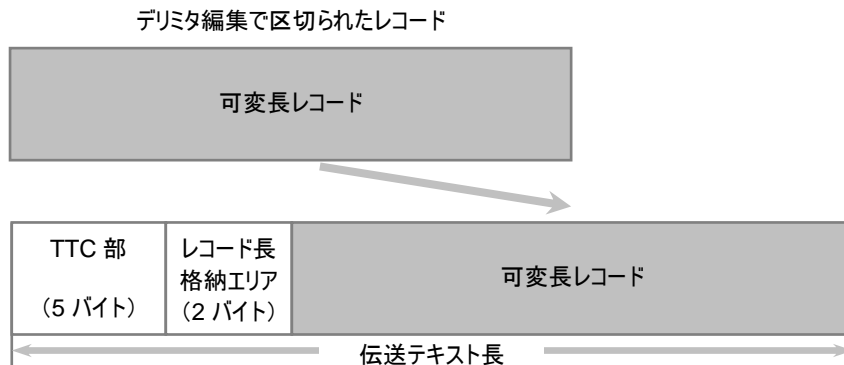 デリミタ編集で区切られたレコード
可変長レコード
TTC 部
（5 バイト）
レコード長
格納エリア
（2 バイト）
可変長レコード
伝送テキスト長